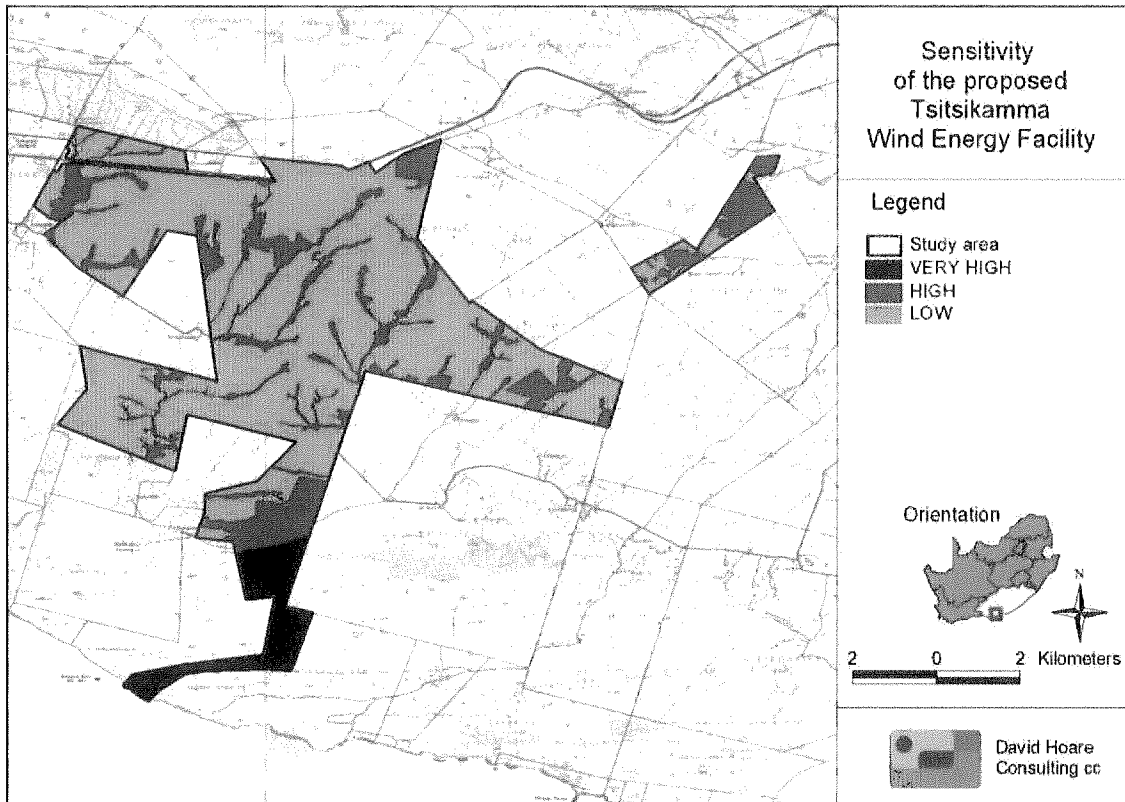 Sensitivity
of the proposed
Tsitsikamma
Wind Energy Facility
Legend
Study area
VERY HIGH
HIGH
LOW
Orientation
N
2 0 2 Kilometers
David Hoare
Consulting cc